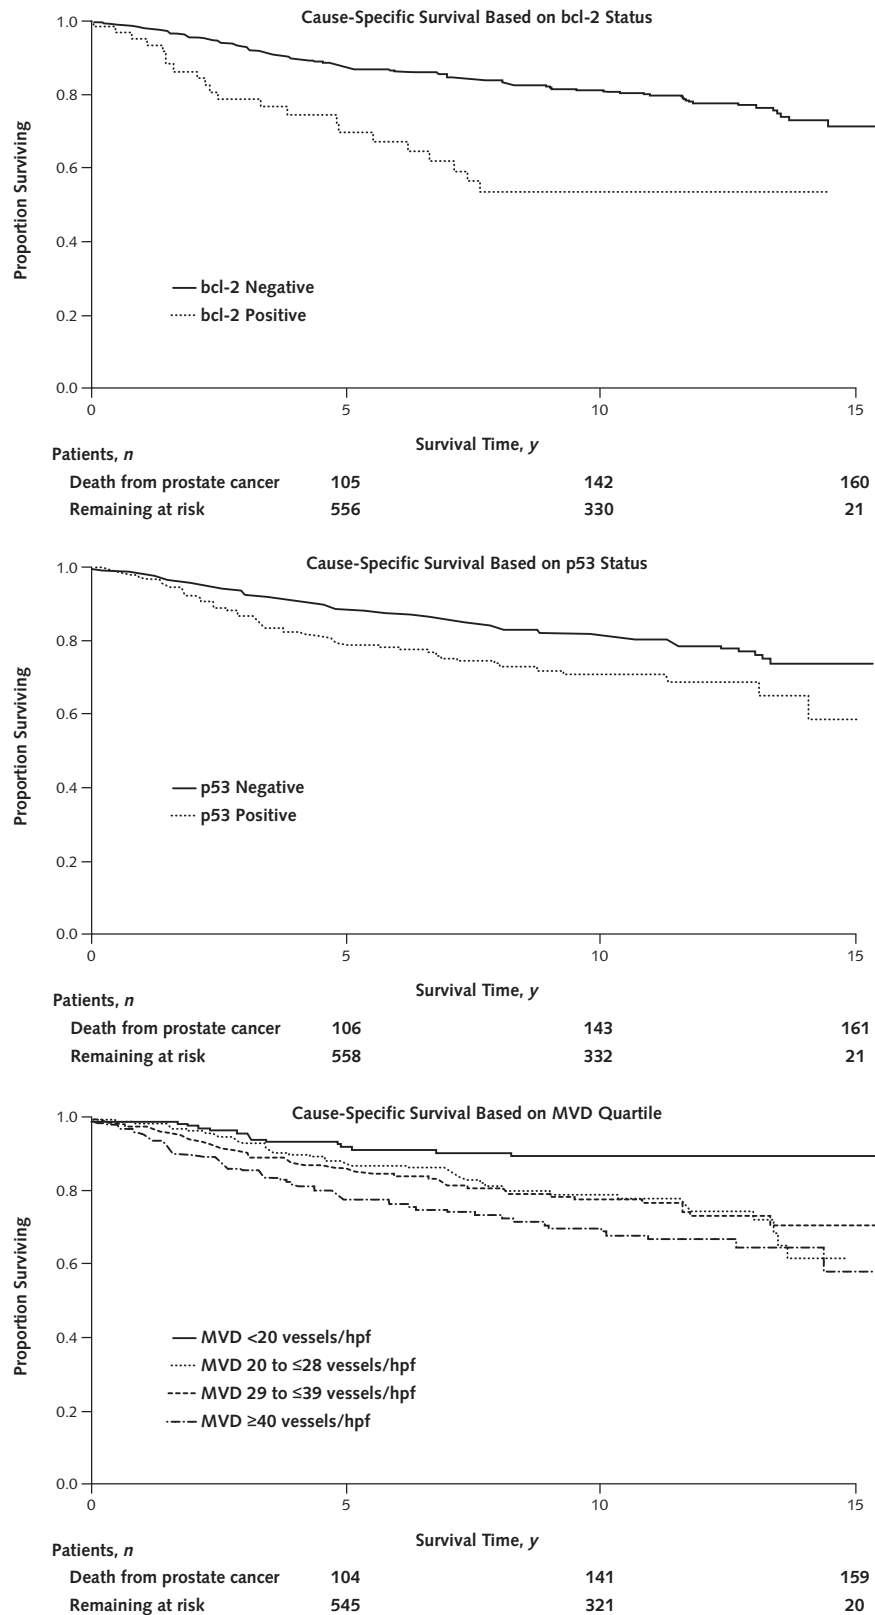 Cause-Specific Survival Based on bcl-2 Status
Proportion Surviving
1.0
0.8
0.6
0.4
0.2
0.0
bcl-2 Negative
bcl-2 Positive
0 5 10 15
Survival Time, y
Patients, n
Death from prostate cancer 105 142 160
Remaining at risk 556 330 21
Cause-Specific Survival Based on p53 Status
Proportion Surviving
1.0
0.8
0.6
0.4
0.2
0.0
p53 Negative
p53 Positive
0 5 10 15
Survival Time, y
Patients, n
Death from prostate cancer 106 143 161
Remaining at risk 558 332 21
Cause-Specific Survival Based on MVD Quartile
Proportion Surviving
1.0
0.8
0.6
0.4
0.2
0.0
MVD <20 vessels/hpf
MVD 20 to ≤28 vessels/hpf
MVD 29 to ≤39 vessels/hpf
MVD ≥40 vessels/hpf
0 5 10 15
Survival Time, y
Patients, n
Death from prostate cancer 104 141 159
Remaining at risk 545 321 20